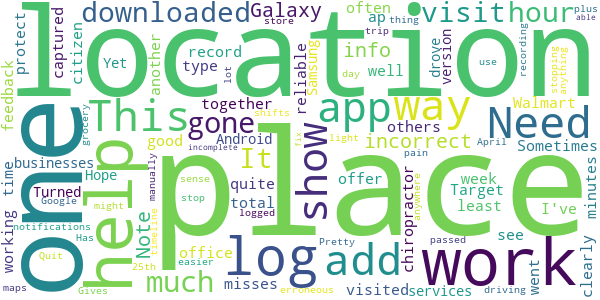 location
place
one
work
way
log
show
add
help
app
Need
This
gone
visit
hour
downloaded
Galaxy
It
much
Note
info
incorrect
captured
citizen
protect
feedback
Yet
another
record
type
together
Android
quite
total
misses
offer
visited
services
others
well
ap
often
store
trip
thing
plus
able
reliable
Samsung
drove
version
recording
use
stopping
anything
Walmart
Sometimes
minutes
clearly
April
I've
week
Target
least
see
went
driving
passed
pain
anywhere
chiropractor
businesses
time
working
Turned
Hope
Google
notifications
Has
might
Quit
maps
Gives
25th
timeline
manually
sense
stop
easier
erroneous
office
good
grocery
lot
shifts
day
light
fix
incomplete
logged
Pretty